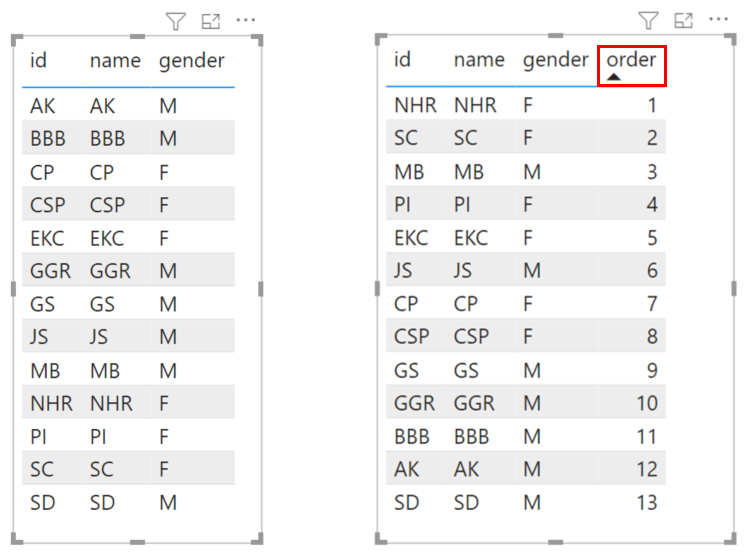 id name gender
AK AK M
BBB BBB M
CP CP F
CSP CSP F
EKC EKC F
GGR GGR M
GS GS M
JS JS M
MB MB M
NHR NHR F
PI PI F
SC SC F
SD SD M
id name gender order
NHR NHR F 1
SC SC F 2
MB MB M 3
PI PI F 4
EKC EKC F 5
JS JS M 6
CP CP F 7
CSP CSP F 8
GS GS M 9
GGR GGR M 10
BBB BBB M 11
AK AK M 12
SD SD M 13